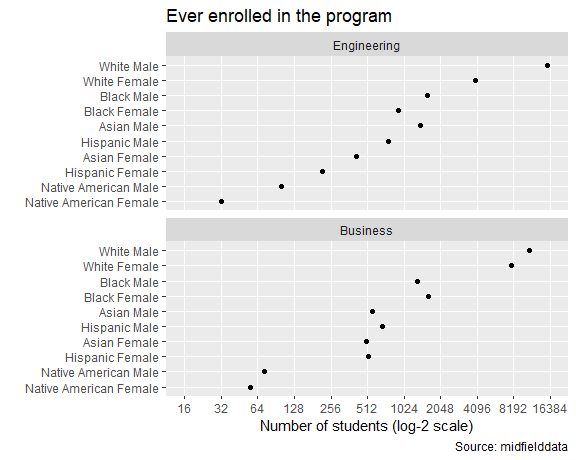 Ever enrolled in the program
Engineering
White Male
White Female
Black Male
Black Female
Asian Male
Hispanic Male
Asian Female
Hispanic Female
Native American Male
Native American Female
Business
White Male
White Female
Black Male
Black Female
Asian Male
Hispanic Male
Asian Female
Hispanic Female
Native American Male
Native American Female
16 32 64 128 256 512 1024 2048 4096 8192 16384
Number of students (log-2 scale)
Source: midfielddata